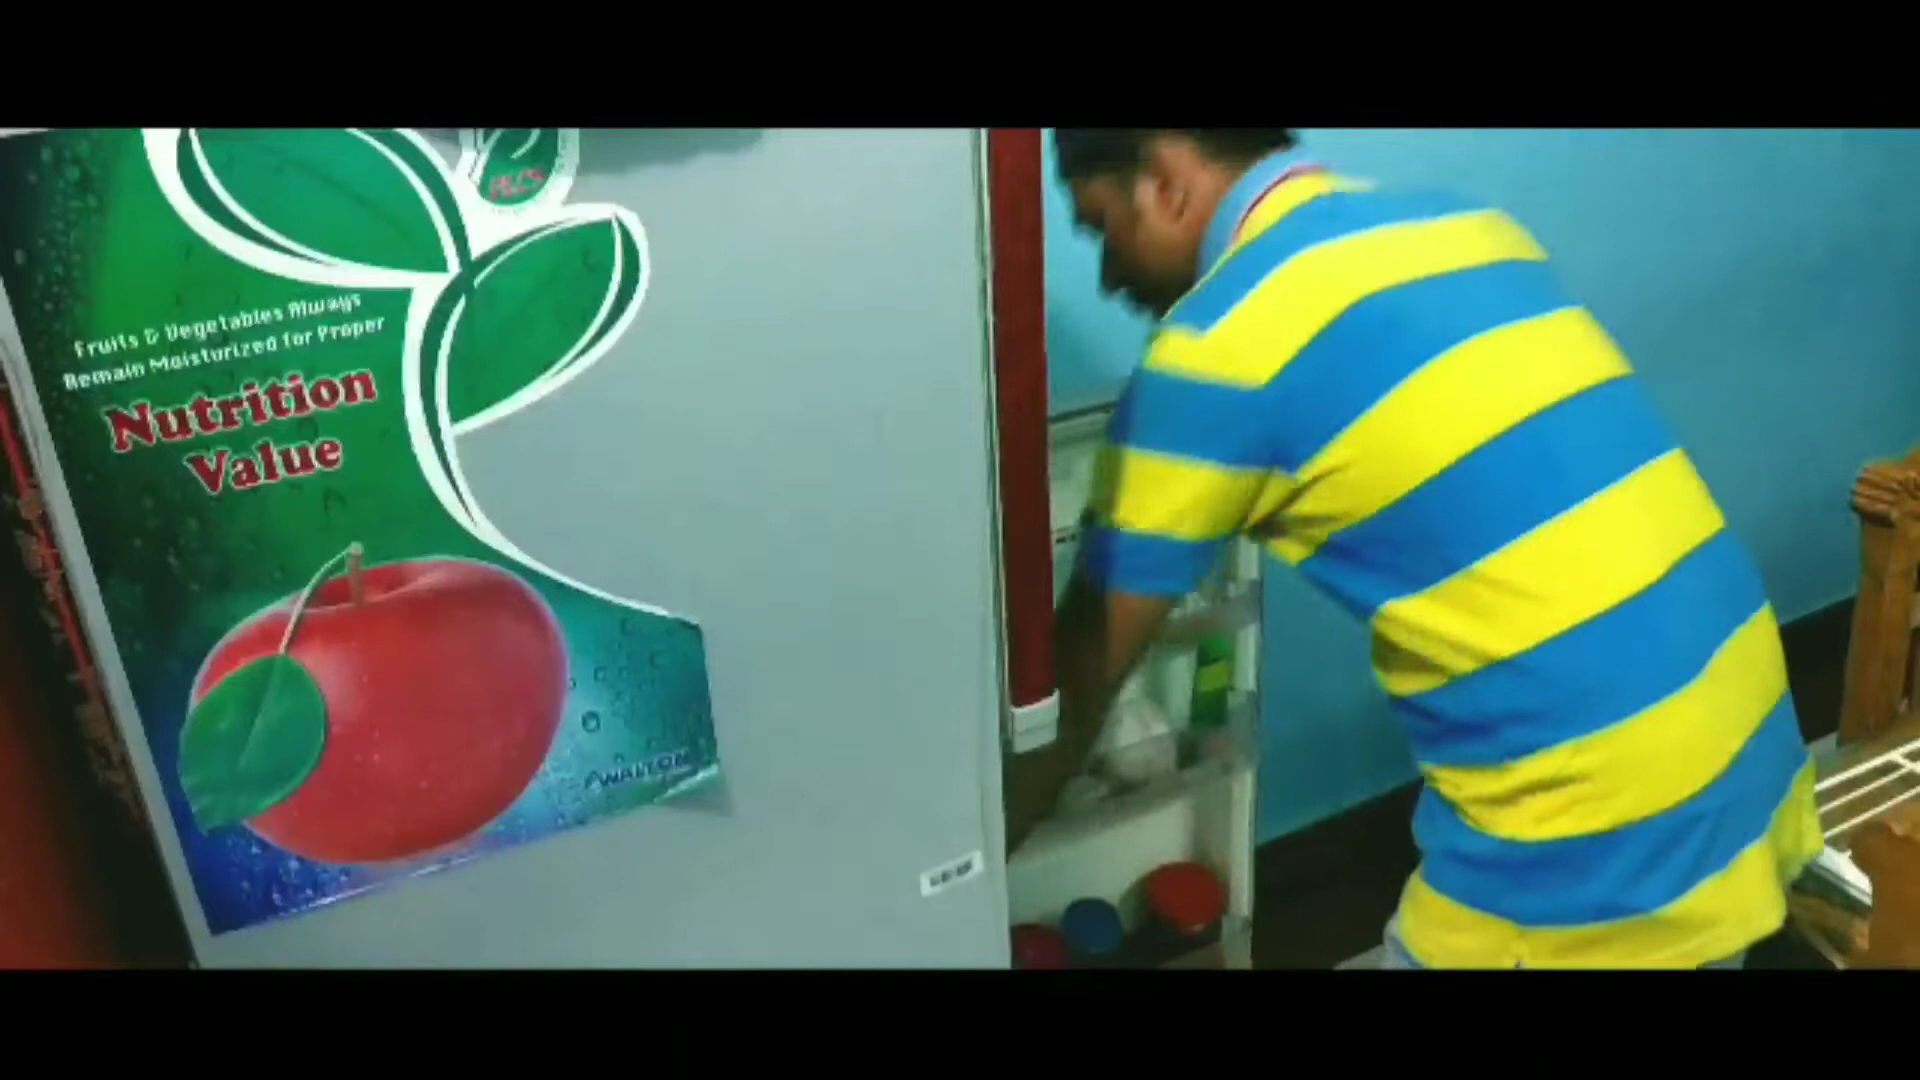 Fruits & Vegetables Always
Remain Moisturized for Proper
Nutrition
Value
WALTON